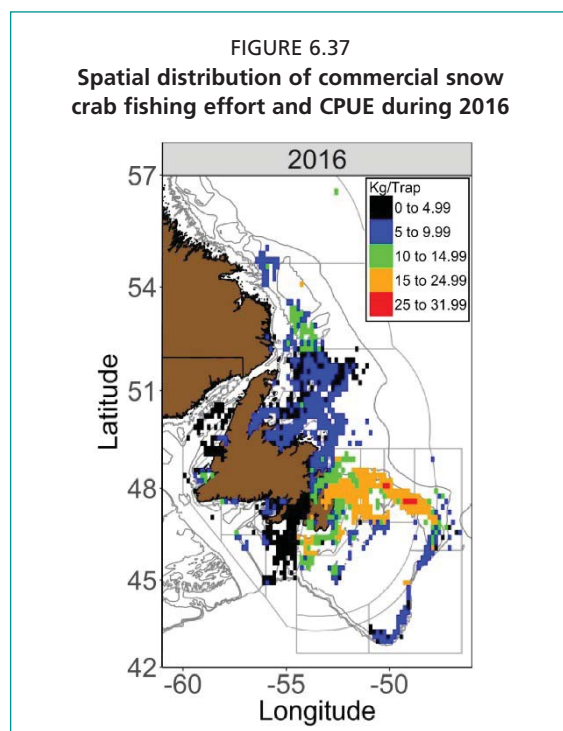 FIGURE 6.37
Spatial distribution of commercial snow
crab fishing effort and CPUE during 2016
2016
57
54
51
48
45
42
Latitude
Kg/Trap
0 to 4.99
5 to 9.99
10 to 14.99
15 to 24.99
25 to 31.99
-60 -55 -50
Longitude